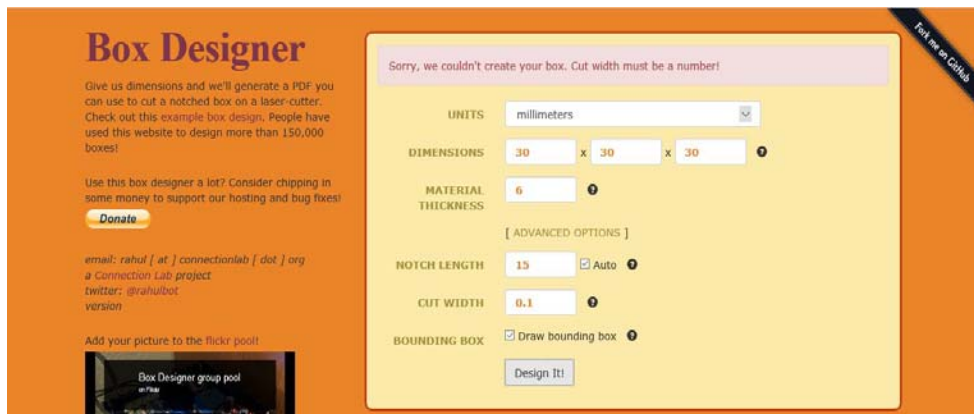 Box Designer
Give us dimensions and we'll generate a PDF you
can use to cut a notched box on a laser-cutter.
Check out this example box design. People have
used this website to design more than 150,000
boxes!
Use this box designer a lot? Consider chipping in
some money to support our hosting and bug fixes!
Donate
email: rahul [ at ] connectionlab [ dot ] org
a Connection Lab project
twitter: @rahulbot
version
Add your picture to the flickr pool!
Box Designer group pool
on Flickr
Sorry, we couldn't create your box. Cut width must be a number!
UNITS millimeters
DIMENSIONS 30 x 30 x 30 ?
MATERIAL
THICKNESS 6 ?
[ ADVANCED OPTIONS ]
NOTCH LENGTH 15 Auto ?
CUT WIDTH 0.1 ?
BOUNDING BOX Draw bounding box ?
Design It!
Fork me on GitHub